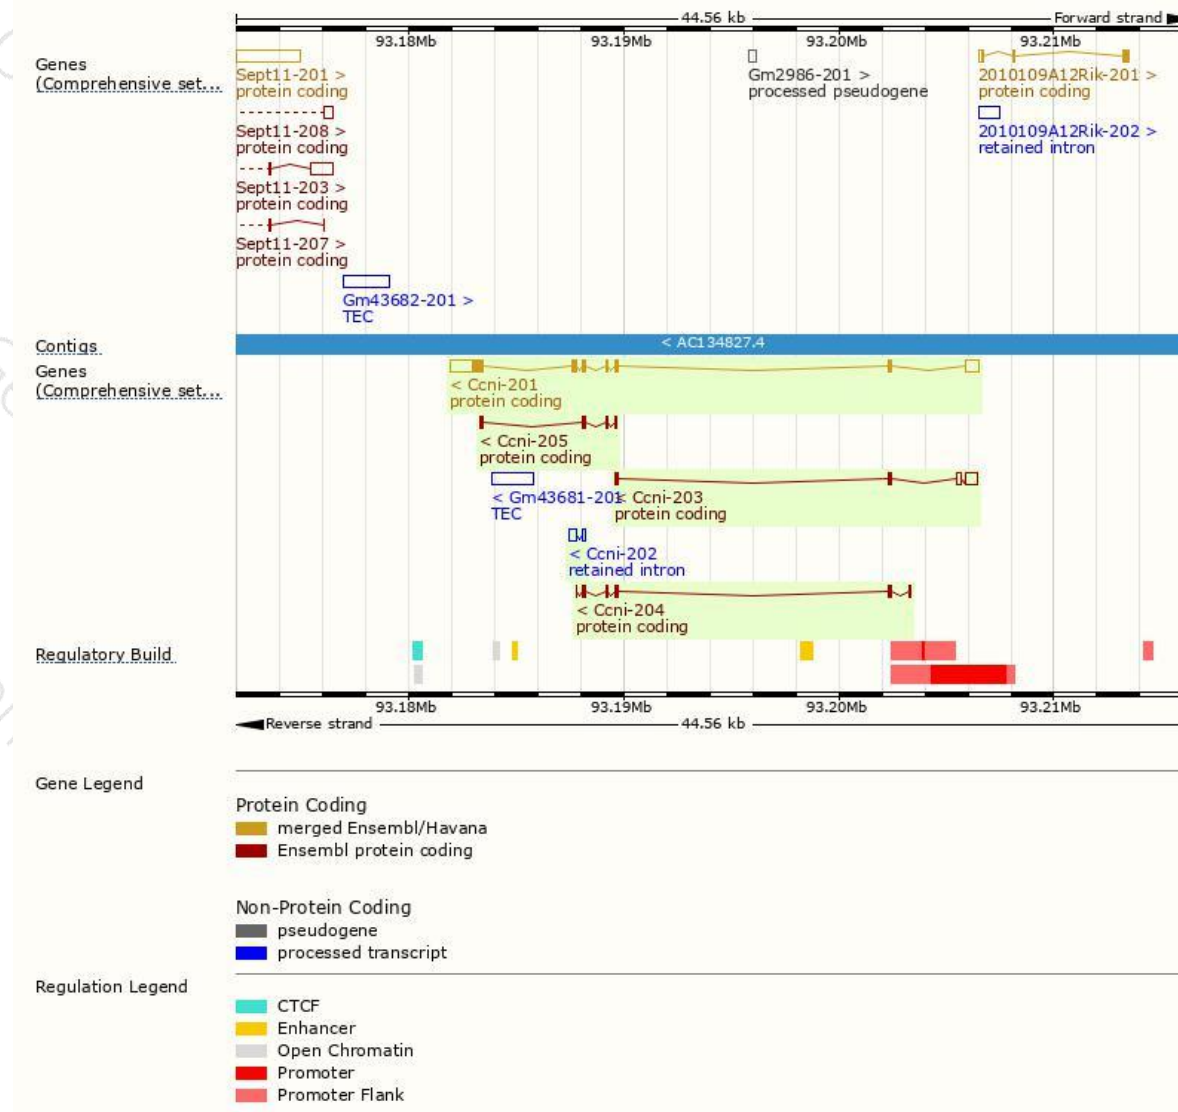 44.56 kb Forward strand
93.18Mb 93.19Mb 93.20Mb 93.21Mb
Genes
(Comprehensive set...
Sept11-201 >
protein coding
Gm2986-201 >
processed pseudogene
2010109A12Rik-201 >
protein coding
Sept11-208 >
protein coding
2010109A12Rik-202 >
retained intron
Sept11-203 >
protein coding
Sept11-207 >
protein coding
Gm43682-201 >
TEC
Contigs
< AC134827.4
Genes
(Comprehensive set...
< Ccni-201
protein coding
< Ccni-205
protein coding
< Gm43681-201
TEC
< Ccni-203
protein coding
< Ccni-202
retained intron
< Ccni-204
protein coding
Regulatory Build
93.18Mb 93.19Mb 93.20Mb 93.21Mb
Reverse strand 44.56 kb
Gene Legend
Protein Coding
merged Ensembl/Havana
Ensembl protein coding
Non-Protein Coding
pseudogene
processed transcript
Regulation Legend
CTCF
Enhancer
Open Chromatin
Promoter
Promoter Flank